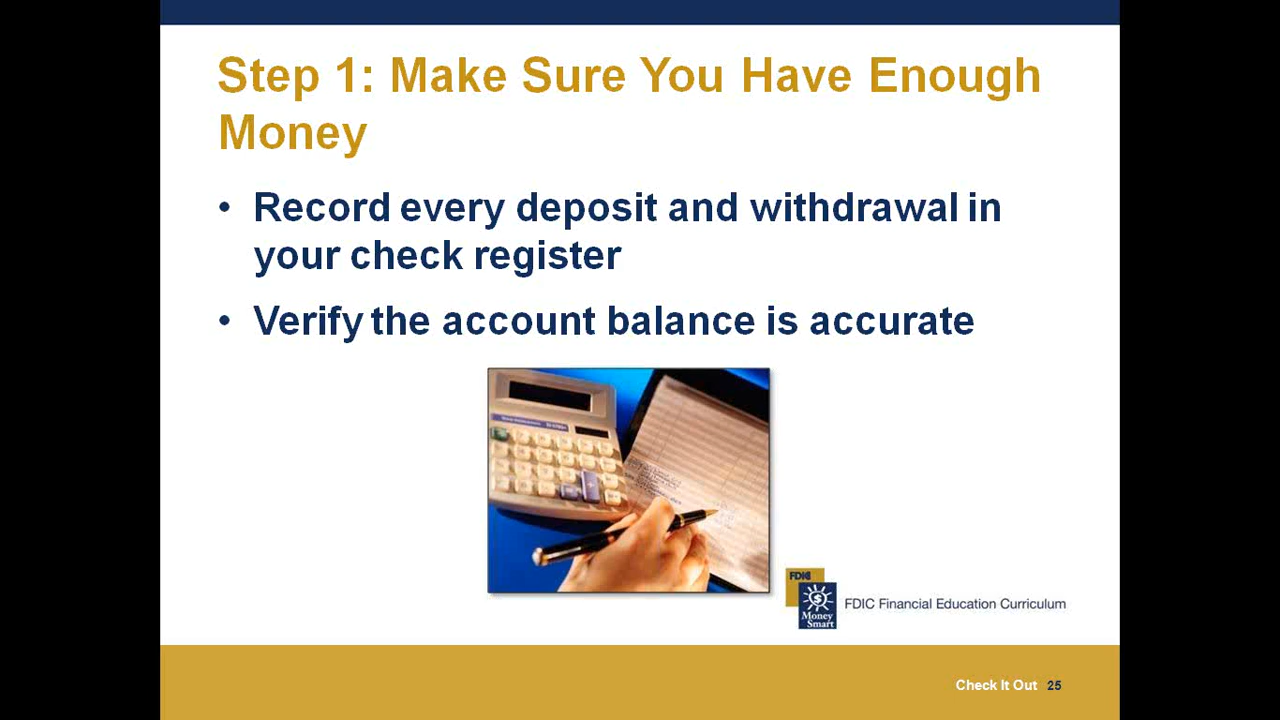 Step 1: Make Sure You Have Enough
Money
• Record every deposit and withdrawal in
your check register
• Verify the account balance is accurate
FDIC
Money
Smart
FDIC Financial Education Curriculum
Check It Out 25